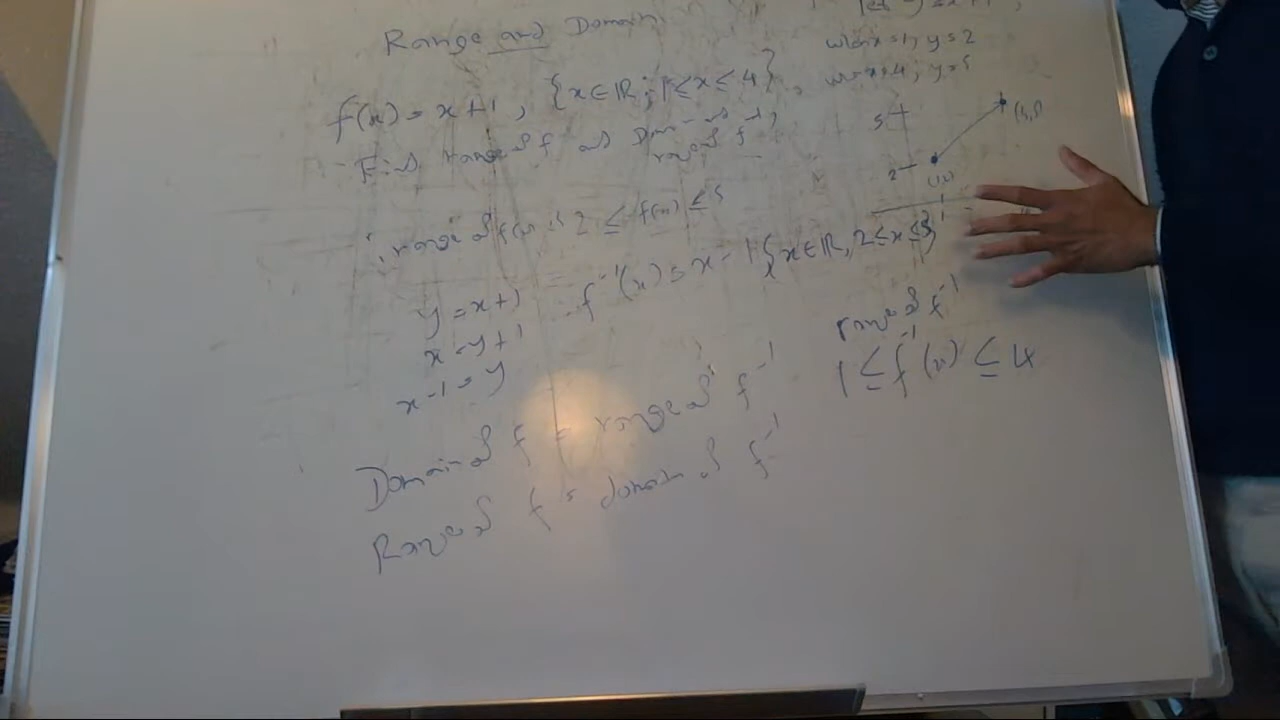 Range and Domain
let y = x+1,
when x=1, y=2
when x=4, y=5
f(x) = x+1, {x∈ℝ; 1≤x≤4},
Find range of f and Domain and
range of f⁻¹
5
2
(1,2)
range of f(x) is 2 ≤ f(x) ≤ 5
y = x+1
x = y+1
x-1 = y
f⁻¹(x) = x-1 {x∈ℝ, 2≤x≤5}
range of f⁻¹
1 ≤ f⁻¹(x) ≤ 4
Domain of f = range of f⁻¹
Range of f = domain of f⁻¹